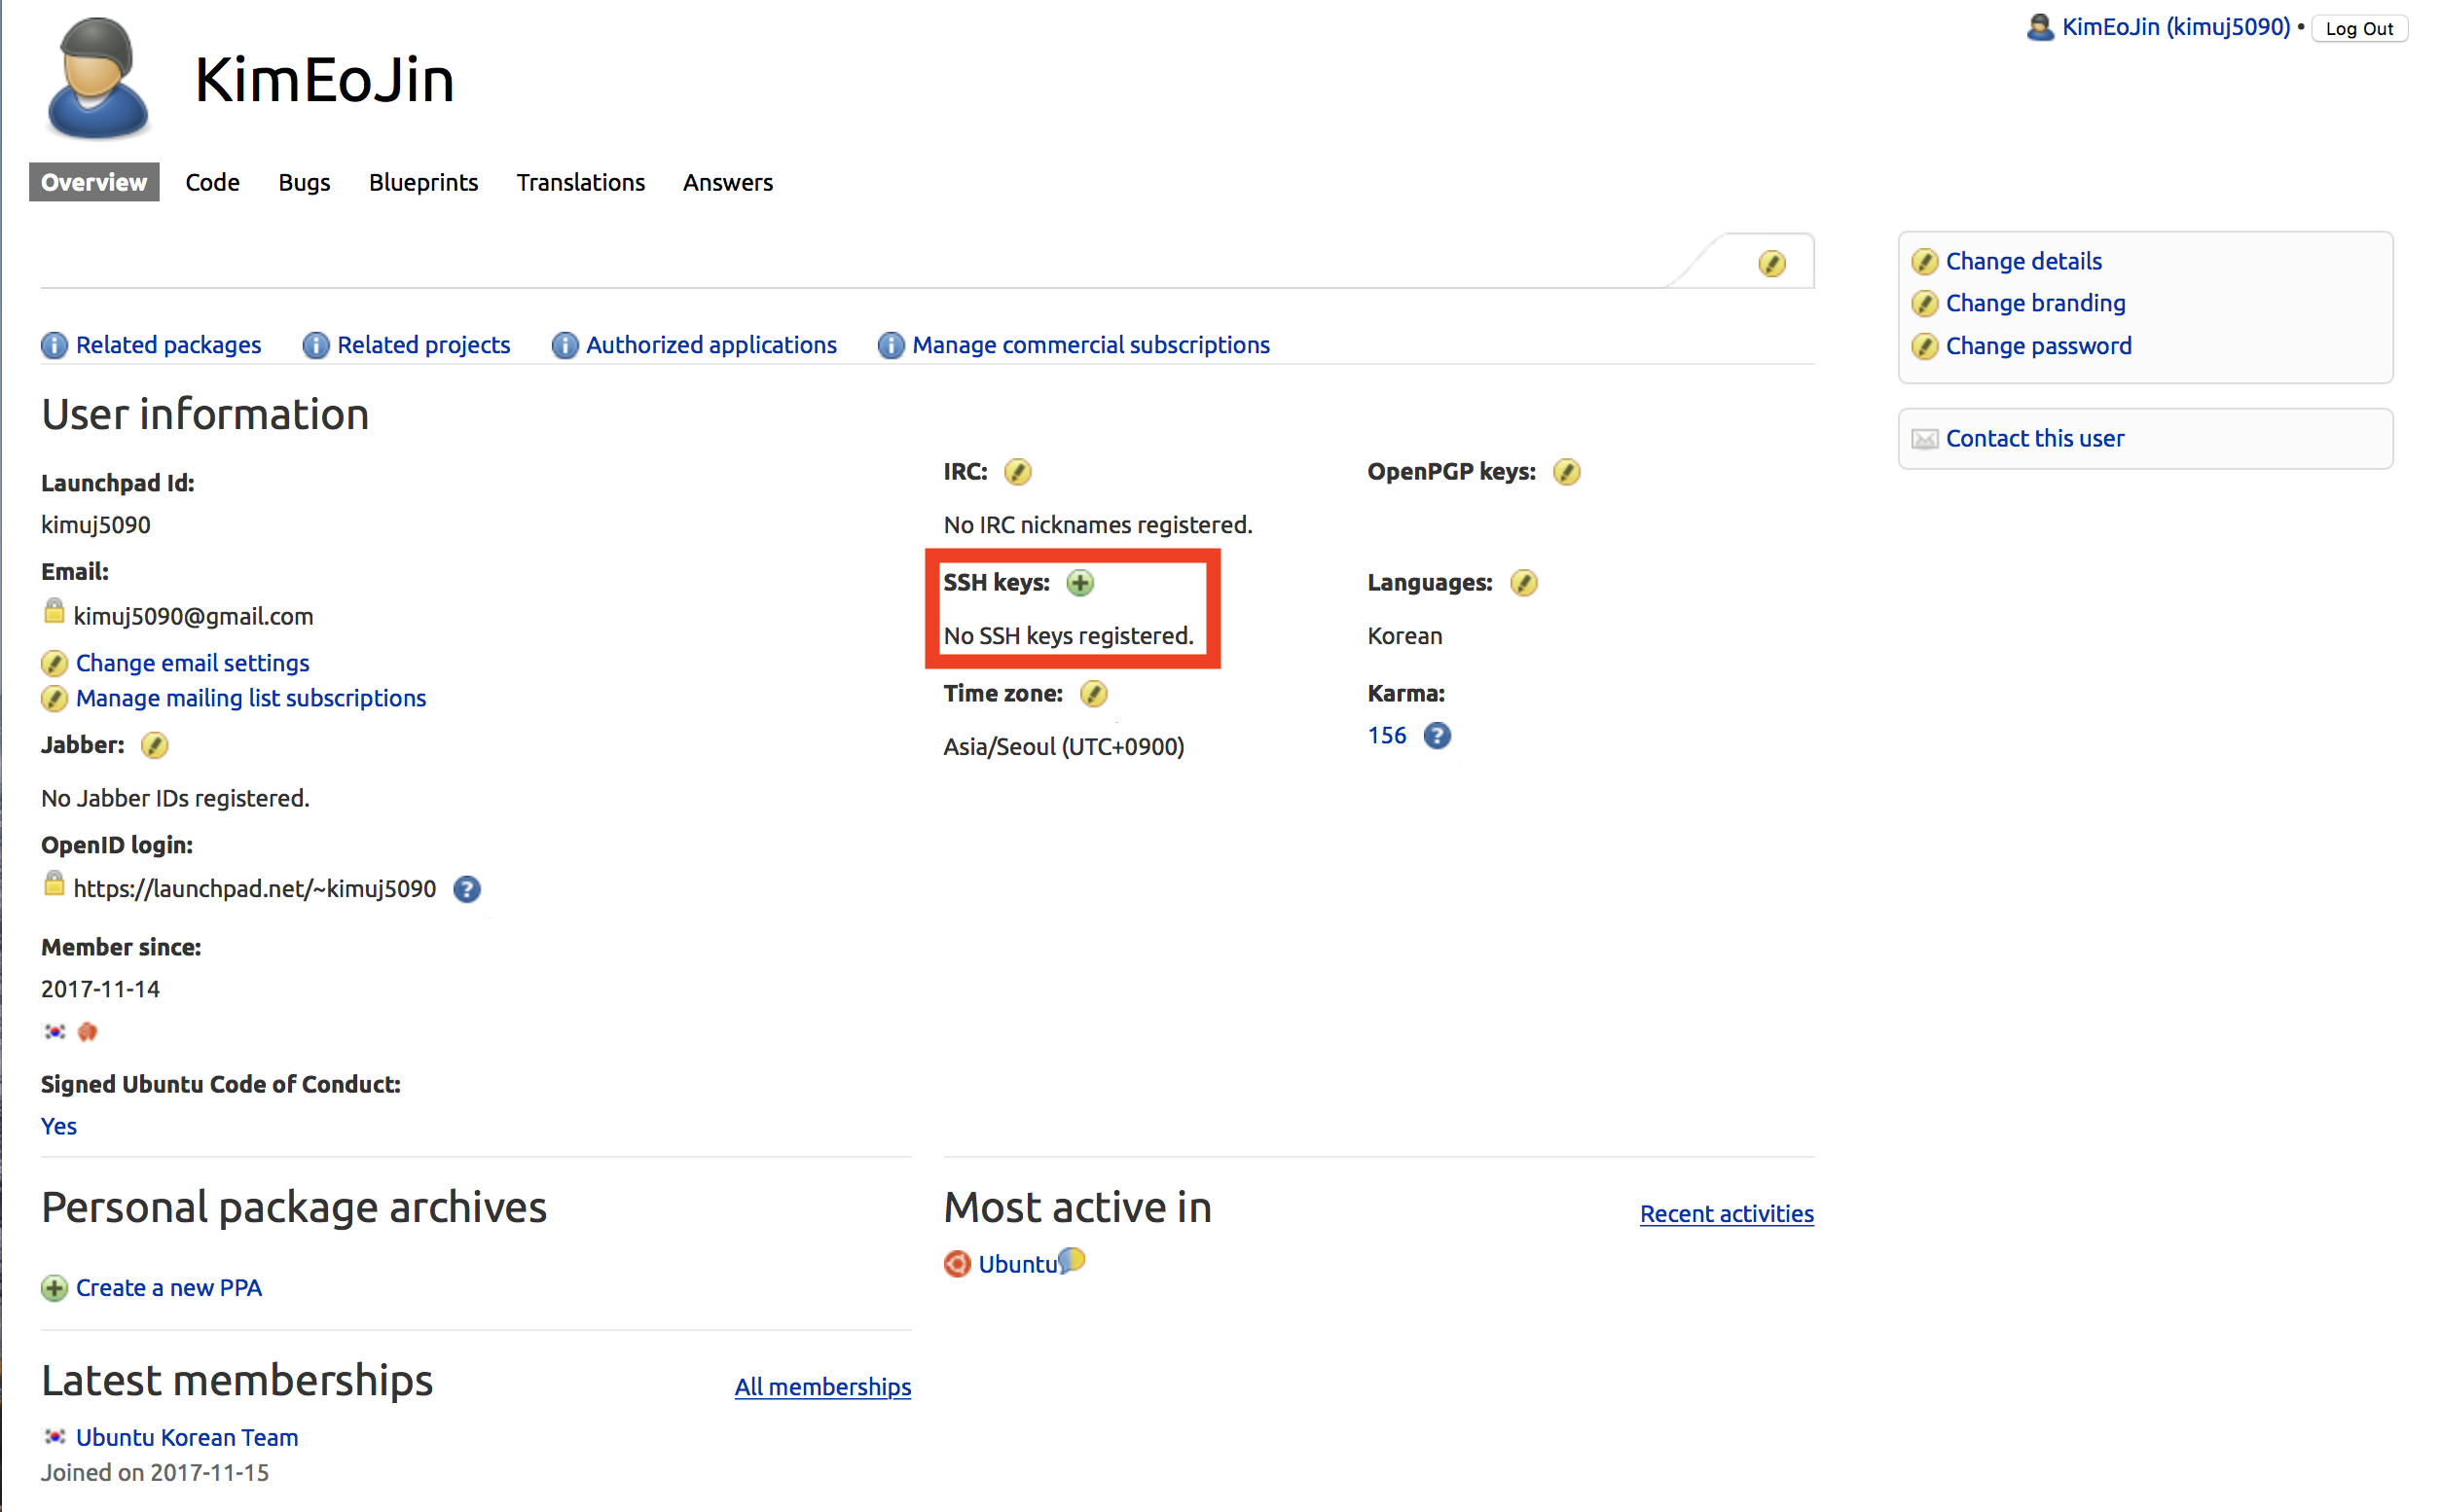 KimEoJin (kimuj5090) • Log Out
KimEoJin
Overview Code Bugs Blueprints Translations Answers
Related packages Related projects Authorized applications Manage commercial subscriptions
User information
Launchpad Id:
kimuj5090
Email:
kimuj5090@gmail.com
Change email settings
Manage mailing list subscriptions
Jabber:
No Jabber IDs registered.
OpenID login:
https://launchpad.net/~kimuj5090
Member since:
2017-11-14
Signed Ubuntu Code of Conduct:
Yes
IRC:
No IRC nicknames registered.
SSH keys:
No SSH keys registered.
Time zone:
Asia/Seoul (UTC+0900)
OpenPGP keys:
Languages:
Korean
Karma:
156
Personal package archives
Create a new PPA
Most active in
Recent activities
Ubuntu
Latest memberships
All memberships
Ubuntu Korean Team
Joined on 2017-11-15
Change details
Change branding
Change password
Contact this user